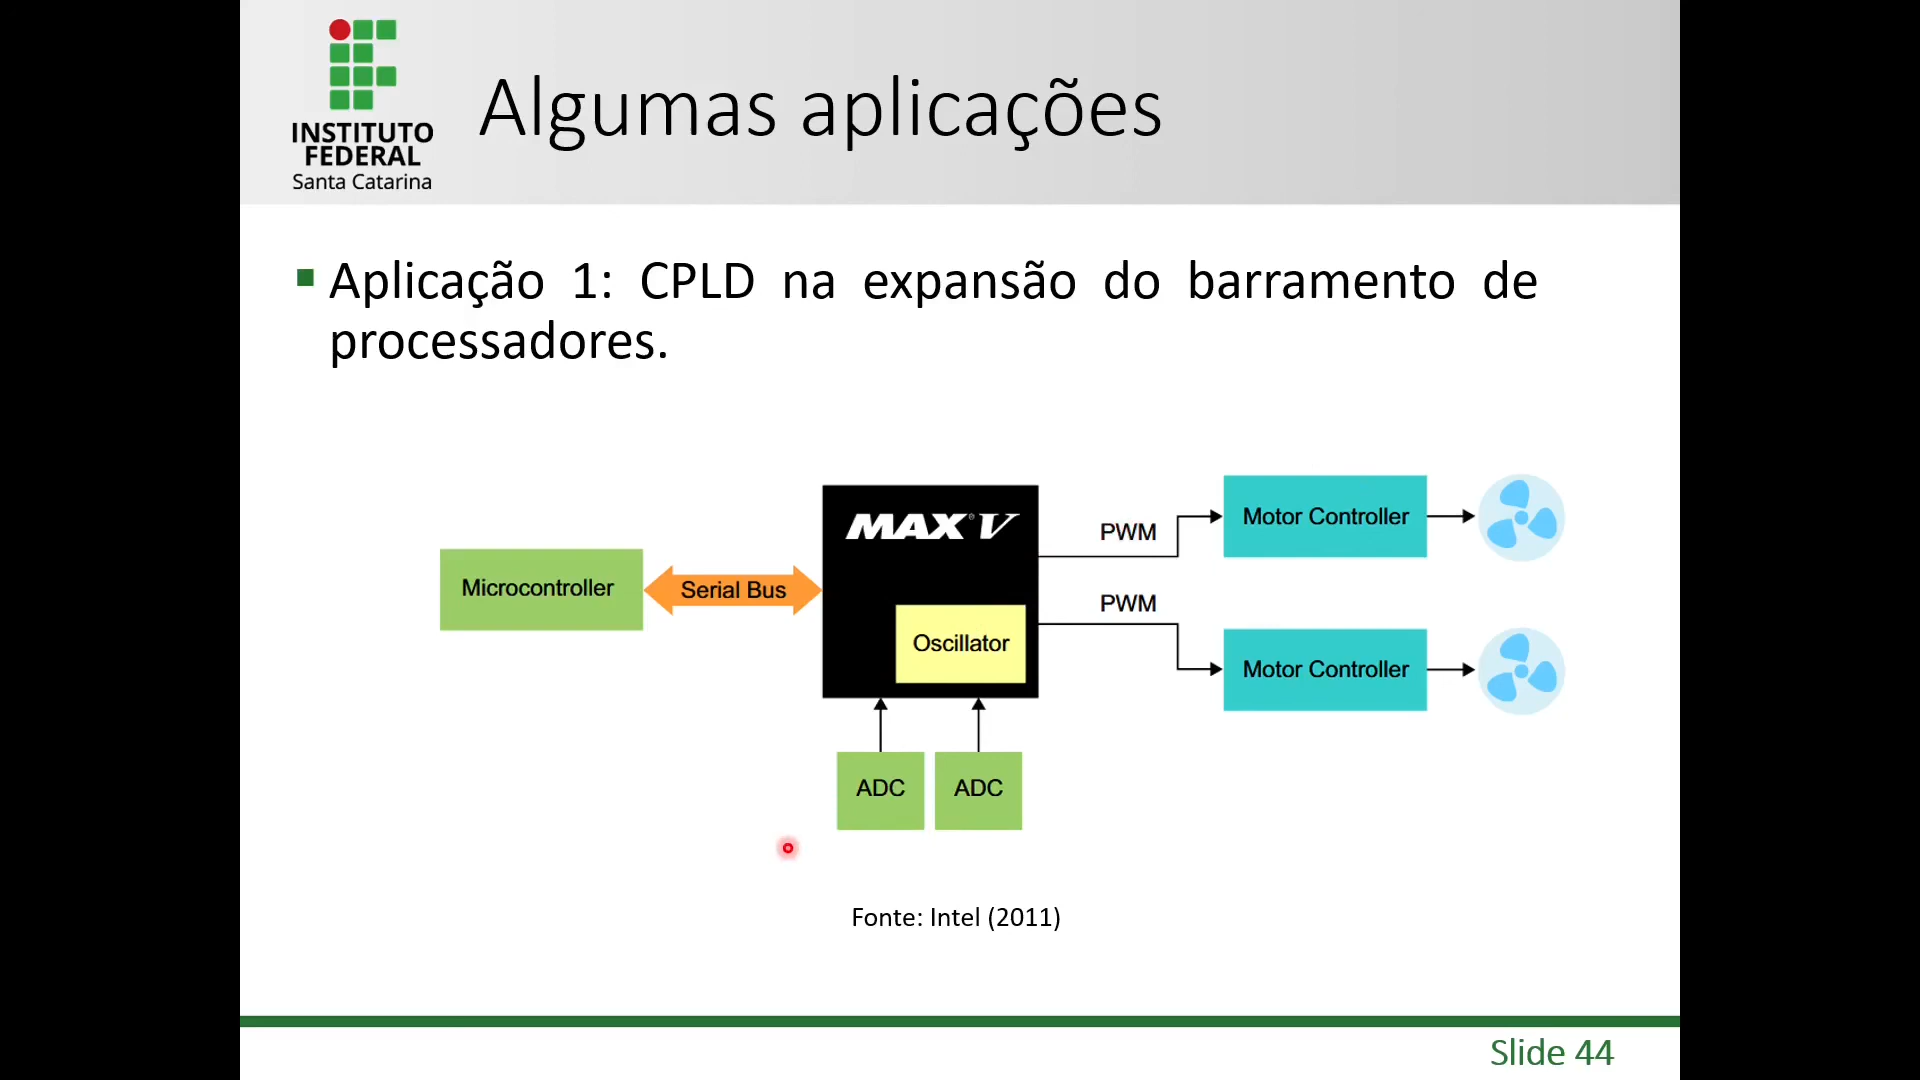 INSTITUTO
FEDERAL
Santa Catarina
Algumas aplicações
Aplicação 1: CPLD na expansão do barramento de
processadores.
MAX® V
Microcontroller
Serial Bus
Oscillator
PWM
PWM
Motor Controller
Motor Controller
ADC
ADC
Fonte: Intel (2011)
Slide 44